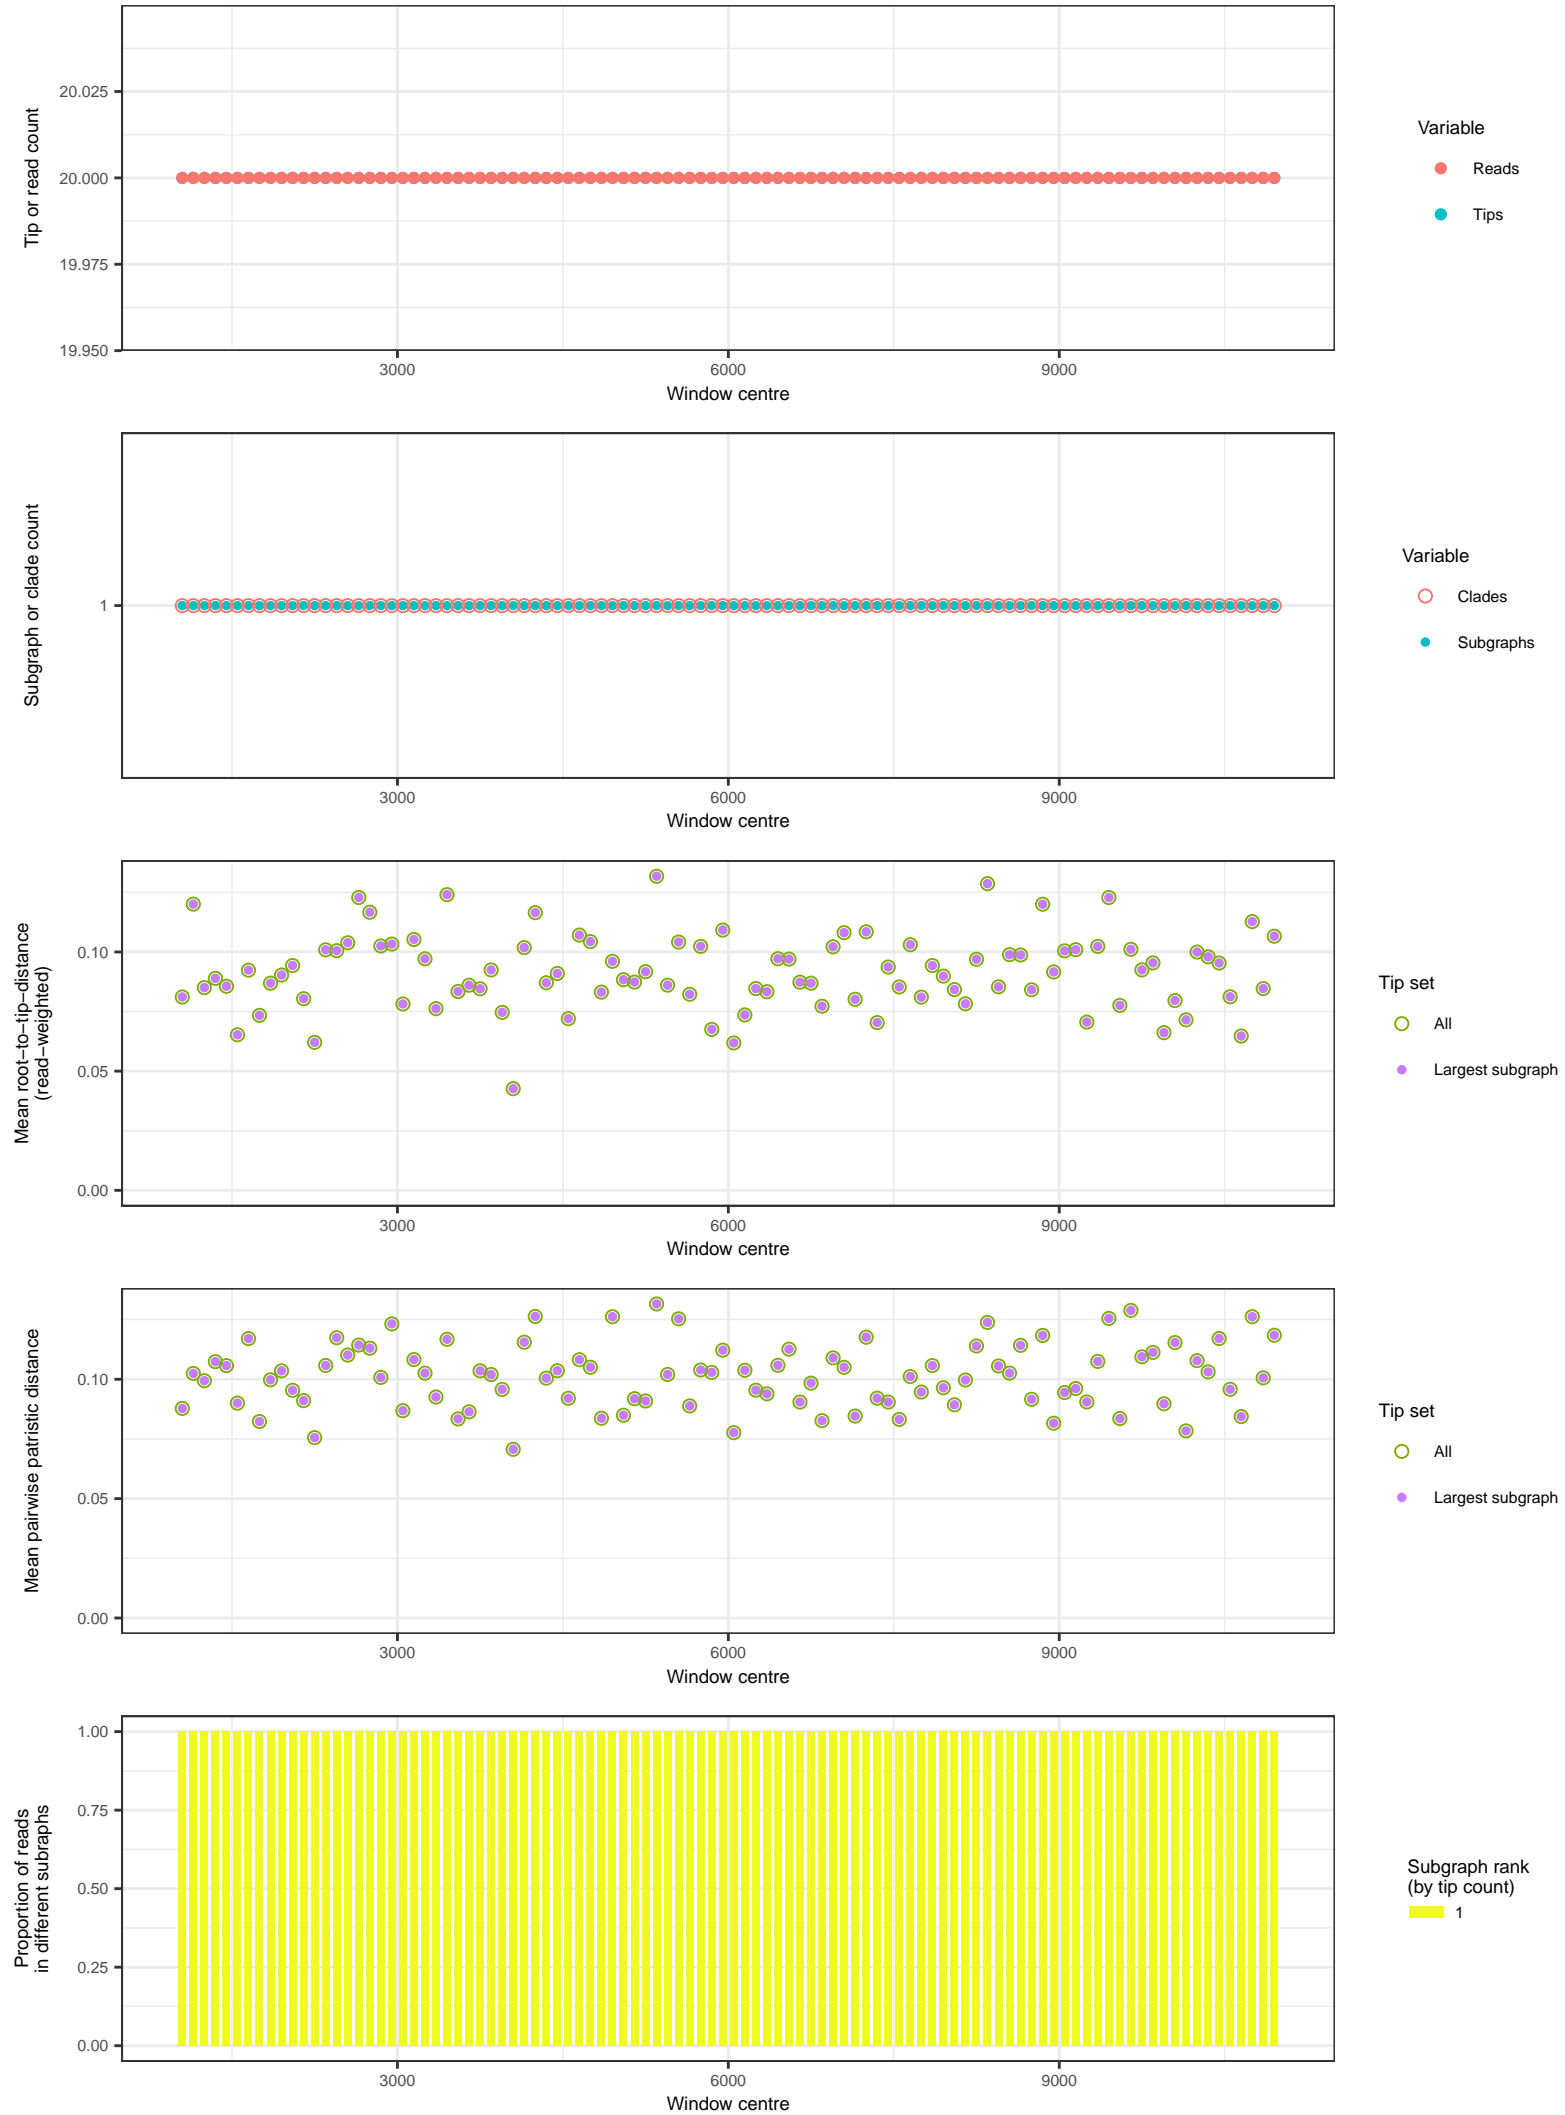 Tip or read count
20.025
20.000
19.975
19.950
3000
6000
9000
Window centre
Variable
Reads
Tips
Subgraph or clade count
1
3000
6000
9000
Window centre
Variable
Clades
Subgraphs
Mean root−to−tip−distance
(read−weighted)
0.10
0.05
0.00
3000
6000
9000
Window centre
Tip set
All
Largest subgraph
Mean pairwise patristic distance
0.10
0.05
0.00
3000
6000
9000
Window centre
Tip set
All
Largest subgraph
Proportion of reads
in different subraphs
1.00
0.75
0.50
0.25
0.00
3000
6000
9000
Window centre
Subgraph rank
(by tip count)
1